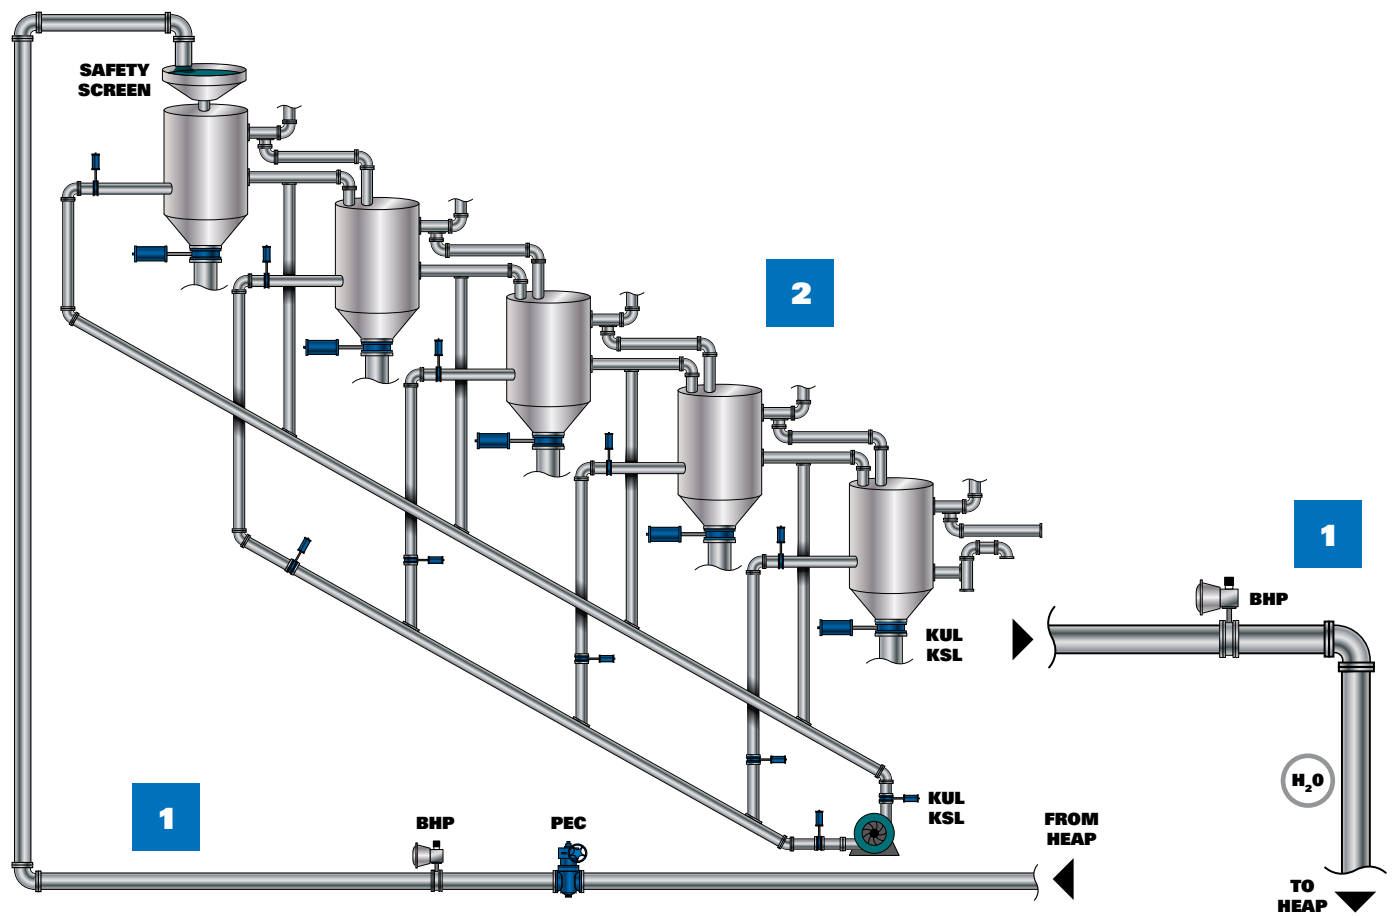 SAFETY
SCREEN
2
1
BHP
KUL
KSL
H₂O
1
BHP
PEC
KUL
KSL
FROM
HEAP
TO
HEAP